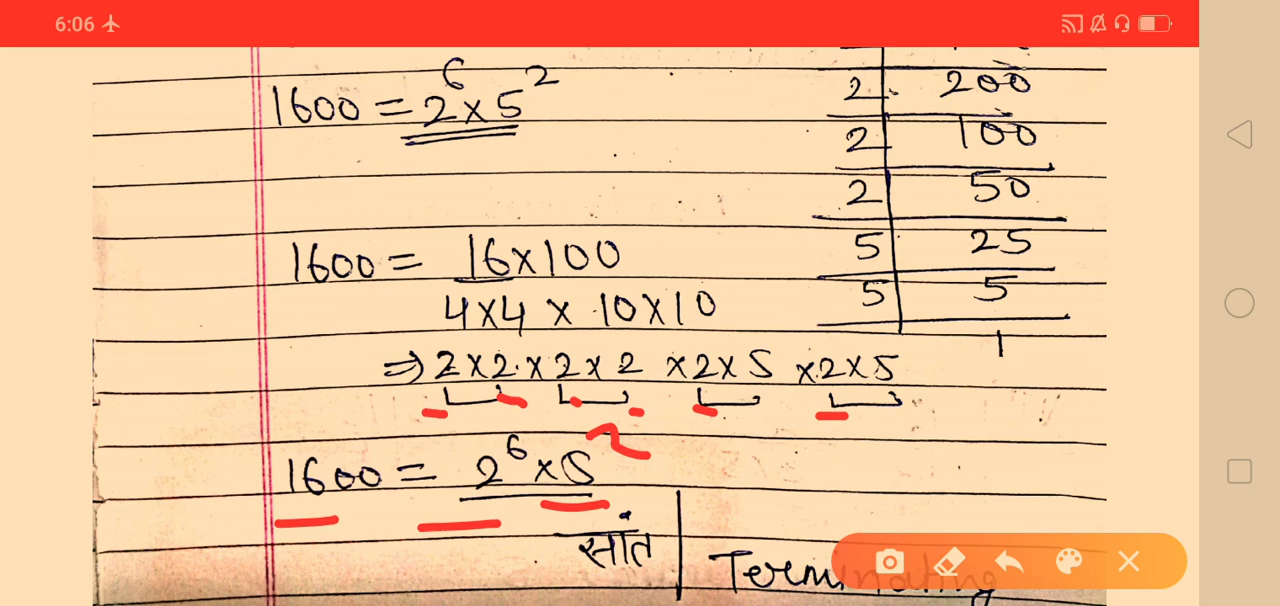 6:06
1600 = 2⁶ × 5²
2 | 200
2 | 100
2 | 50
5 | 25
5 | 5
1
1600 = 16 × 100
4 × 4 × 10 × 10
⇒ 2 × 2 × 2 × 2 × 2 × 5 × 2 × 5
1600 = 2⁶ × 5²
सांत | Terminating